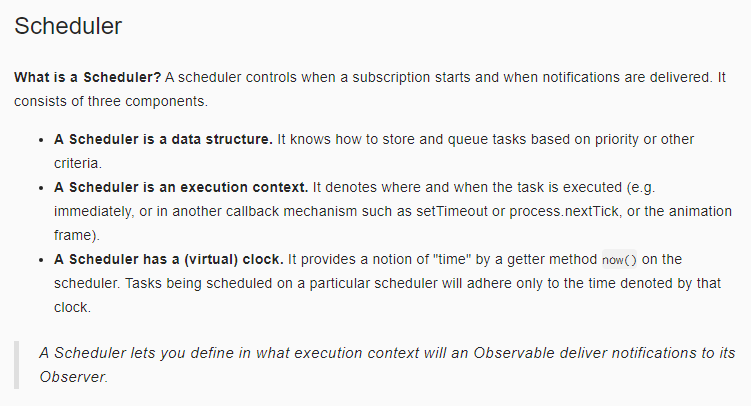 Scheduler
What is a Scheduler? A scheduler controls when a subscription starts and when notifications are delivered. It
consists of three components.
• A Scheduler is a data structure. It knows how to store and queue tasks based on priority or other
criteria.
• A Scheduler is an execution context. It denotes where and when the task is executed (e.g.
immediately, or in another callback mechanism such as setTimeout or process.nextTick, or the animation
frame).
• A Scheduler has a (virtual) clock. It provides a notion of "time" by a getter method now() on the
scheduler. Tasks being scheduled on a particular scheduler will adhere only to the time denoted by that
clock.
A Scheduler lets you define in what execution context will an Observable deliver notifications to its
Observer.